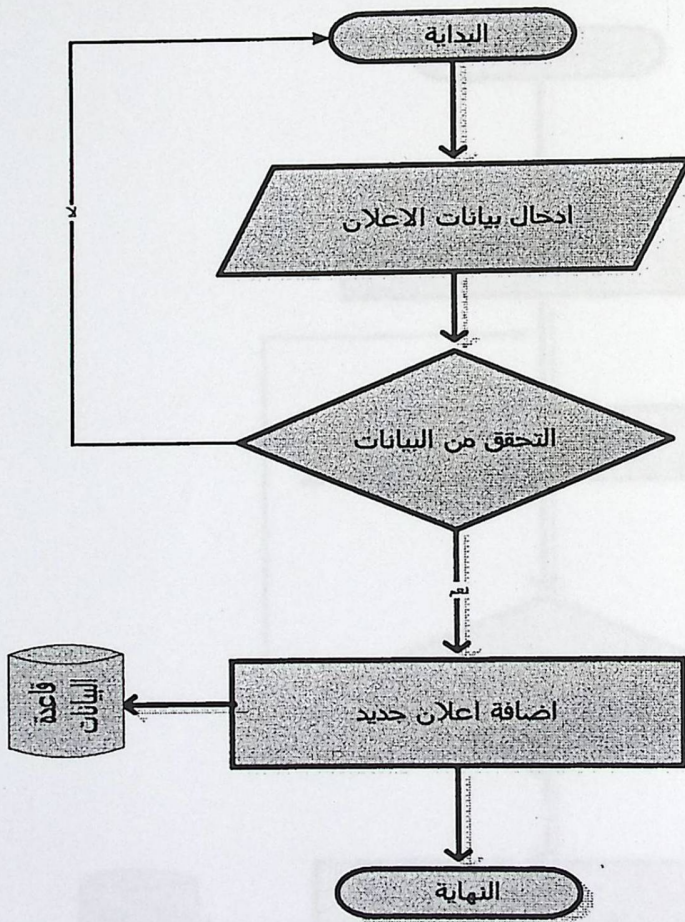 البداية
ادخال بيانات الاعلان
التحقق من البيانات
لا
نعم
اضافة اعلان جديد
قاعدة
البيانات
النهاية